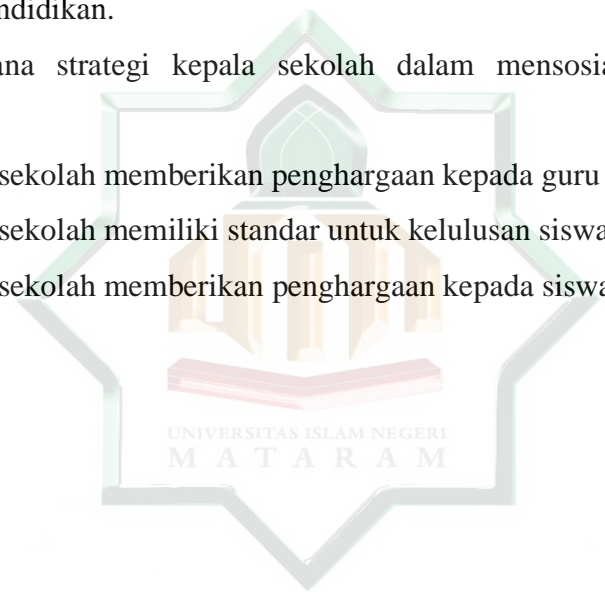 ndidikan.
ana strategi kepala sekolah dalam mensosia
sekolah memberikan penghargaan kepada guru
sekolah memiliki standar untuk kelulusan siswa
sekolah memberikan penghargaan kepada siswa
UNIVERSITAS ISLAM NEGERI
MATARAM